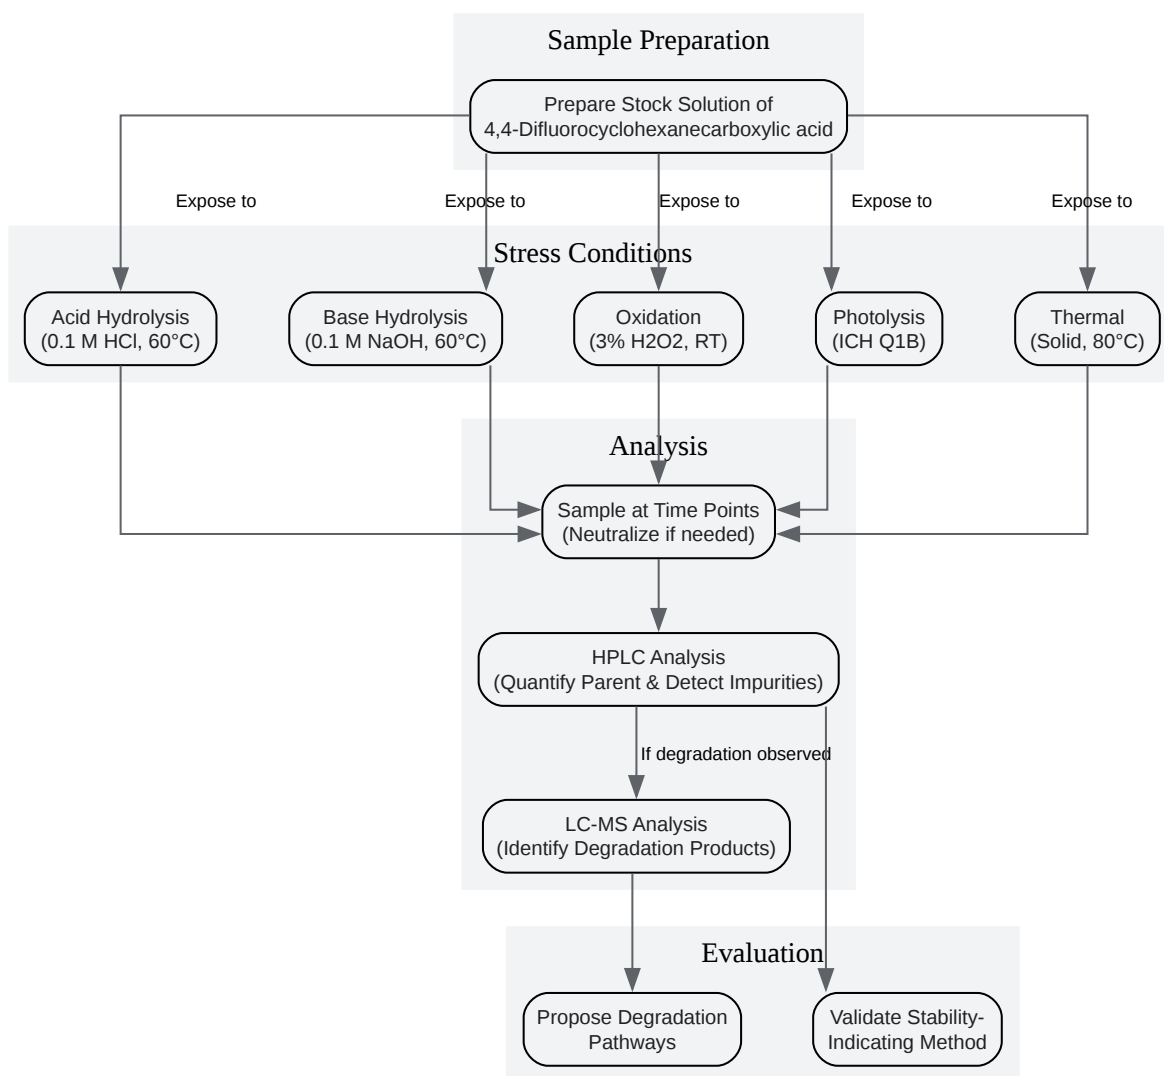 Sample Preparation
Prepare Stock Solution of
4,4-Difluorocyclohexanecarboxylic acid
Expose to
Expose to
Expose to
Expose to
Expose to
Stress Conditions
Acid Hydrolysis
(0.1 M HCl, 60°C)
Base Hydrolysis
(0.1 M NaOH, 60°C)
Oxidation
(3% H2O2, RT)
Photolysis
(ICH Q1B)
Thermal
(Solid, 80°C)
Analysis
Sample at Time Points
(Neutralize if needed)
HPLC Analysis
(Quantify Parent & Detect Impurities)
If degradation observed
LC-MS Analysis
(Identify Degradation Products)
Evaluation
Propose Degradation
Pathways
Validate Stability-
Indicating Method